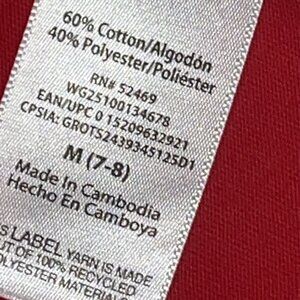 60% Cotton/Algodón
40% Polyester/Poliéster
RN# 52469
WG25100134678
EAN/UPC 0 15209632921
CPSIA: GROTS2439345125D1
M (7-8)
Made In Cambodia
Hecho En Camboya
LABEL YARN IS MADE
OUT OF 100% RECYCLED
POLYESTER MATERIAL